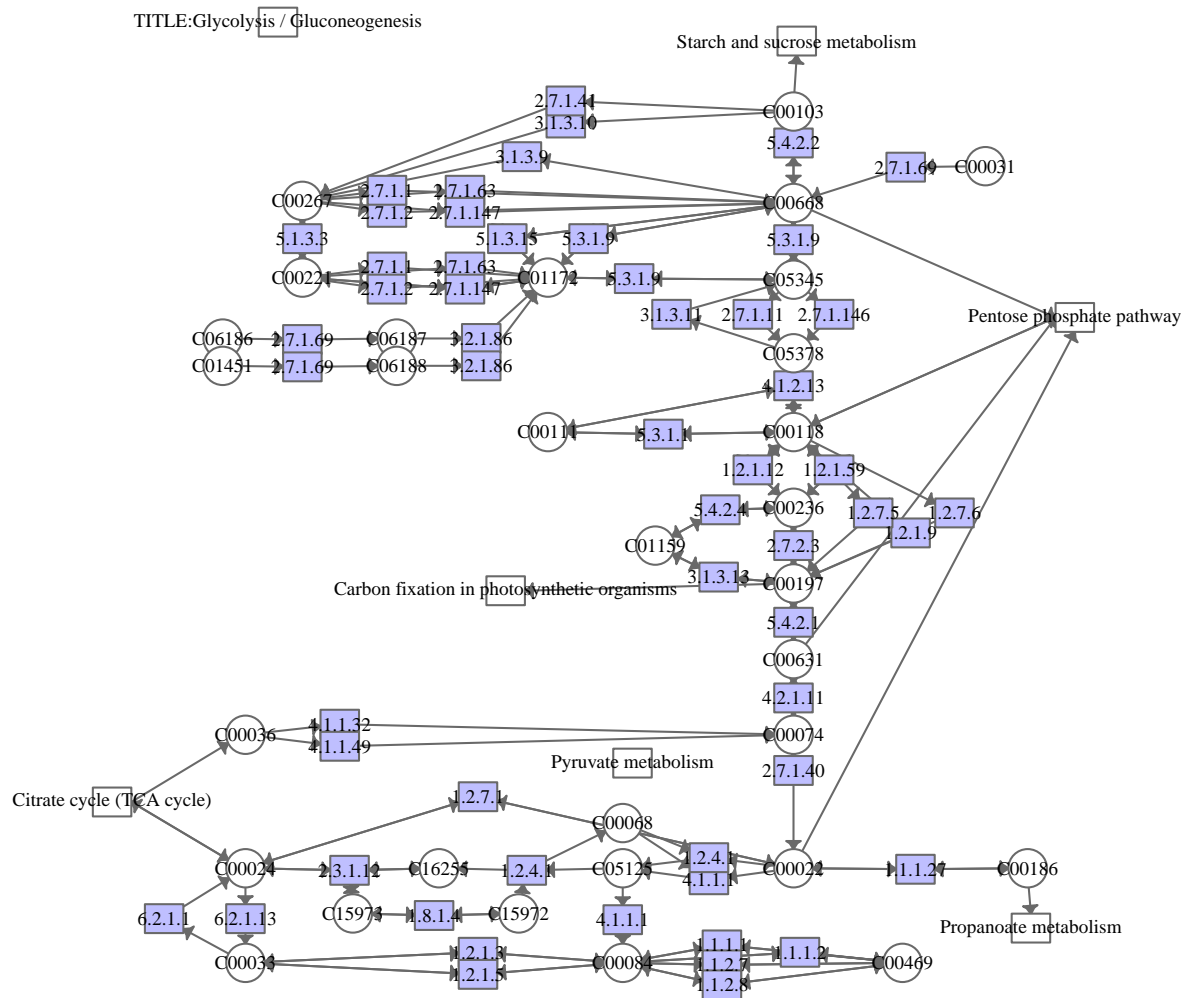 TITLE:Glycolysis / Gluconeogenesis
Starch and sucrose metabolism
2.7.1.41
C00103
3.1.3.10
5.4.2.2
3.1.3.9
2.7.1.69
C00031
2.7.1.1
2.7.1.63
C00267
C00668
2.7.1.2
2.7.1.147
5.1.3.3
5.1.3.15
5.3.1.9
5.3.1.9
2.7.1.1
2.7.1.63
C00221
C01172
5.3.1.9
C05345
2.7.1.2
2.7.1.147
3.1.3.11
2.7.1.11
2.7.1.146
Pentose phosphate pathway
C06186
2.7.1.69
C06187
3.2.1.86
C05378
C01451
2.7.1.69
C06188
3.2.1.86
4.1.2.13
C00111
5.3.1.1
C00118
1.2.1.12
1.2.1.59
5.4.2.4
C00236
1.2.7.5
1.2.7.6
1.2.1.9
C01159
2.7.2.3
3.1.3.13
C00197
Carbon fixation in photosynthetic organisms
5.4.2.1
C00631
4.2.1.11
C00036
4.1.1.32
C00074
4.1.1.49
Pyruvate metabolism
2.7.1.40
Citrate cycle (TCA cycle)
1.2.7.1
C00068
1.2.4.1
C00024
2.3.1.12
C16255
1.2.4.1
C05125
C00022
1.1.1.27
C00186
4.1.1.1
6.2.1.1
6.2.1.13
C15973
1.8.1.4
C15972
4.1.1.1
Propanoate metabolism
1.2.1.3
1.1.1.1
1.1.1.2
C00033
C00084
1.1.2.7
C00469
1.2.1.5
1.1.2.8